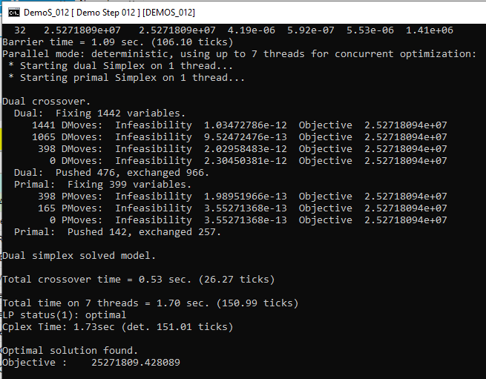 DemoS_012 [ Demo Step 012 ] [DEMOS_012]
32 2.5271809e+07 2.5271809e+07 4.19e-06 5.92e-07 5.53e-06 1.41e+06
Barrier time = 1.09 sec. (106.10 ticks)
Parallel mode: deterministic, using up to 7 threads for concurrent optimization:
* Starting dual Simplex on 1 thread...
* Starting primal Simplex on 1 thread...
Dual crossover.
Dual: Fixing 1442 variables.
1441 DMoves: Infeasibility 1.03472786e-12 Objective 2.52718094e+07
1065 DMoves: Infeasibility 9.52472476e-13 Objective 2.52718094e+07
398 DMoves: Infeasibility 2.02958483e-12 Objective 2.52718094e+07
0 DMoves: Infeasibility 2.30450381e-12 Objective 2.52718094e+07
Dual: Pushed 476, exchanged 966.
Primal: Fixing 399 variables.
398 PMoves: Infeasibility 1.98951966e-13 Objective 2.52718094e+07
165 PMoves: Infeasibility 3.55271368e-13 Objective 2.52718094e+07
0 PMoves: Infeasibility 3.55271368e-13 Objective 2.52718094e+07
Primal: Pushed 142, exchanged 257.
Dual simplex solved model.
Total crossover time = 0.53 sec. (26.27 ticks)
Total time on 7 threads = 1.70 sec. (150.99 ticks)
LP status(1): optimal
Cplex Time: 1.73sec (det. 151.01 ticks)
Optimal solution found.
Objective : 25271809.428089